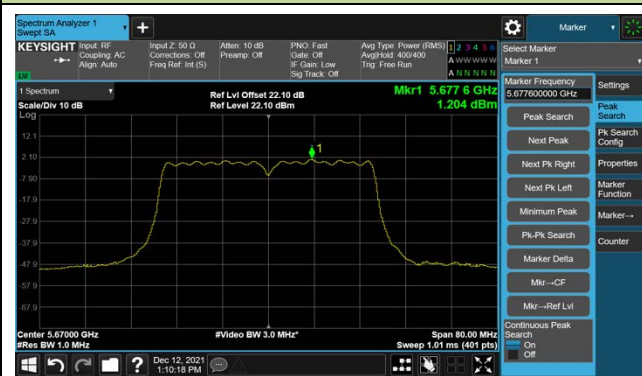 Spectrum Analyzer 1
Swept SA
Marker
KEYSIGHT
Input: RF
Coupling: AC
Align: Auto
Input Z: 50 Ω
Corrections: Off
Freq Ref: Int (S)
Atten: 10 dB
Preamp: Off
PNO: Fast
Gate: Off
IF Gain: Low
Sig Track: Off
Avg Type: Power (RMS)
Avg|Hold: 400/400
Trig: Free Run
1 2 3 4 5 6
A W W W W W
A N N N N N
LXI
Select Marker
Marker 1
1 Spectrum
Scale/Div 10 dB
Log
Ref Lvl Offset 22.10 dB
Ref Level 22.10 dBm
Mkr1 5.677 6 GHz
1.204 dBm
12.1
2.10
-7.90
-17.9
-27.9
-37.9
-47.9
-57.9
-67.9
1
Center 5.67000 GHz
#Res BW 1.0 MHz
#Video BW 3.0 MHz*
Span 80.00 MHz
Sweep 1.01 ms (401 pts)
Marker Frequency
5.677600000 GHz
Peak Search
Next Peak
Next Pk Right
Next Pk Left
Minimum Peak
Pk-Pk Search
Marker Delta
Mkr→CF
Mkr→Ref Lvl
Continuous Peak
Search
On
Off
Settings
Peak
Search
Pk Search
Config
Properties
Marker
Function
Marker→
Counter
Dec 12, 2021
1:10:18 PM